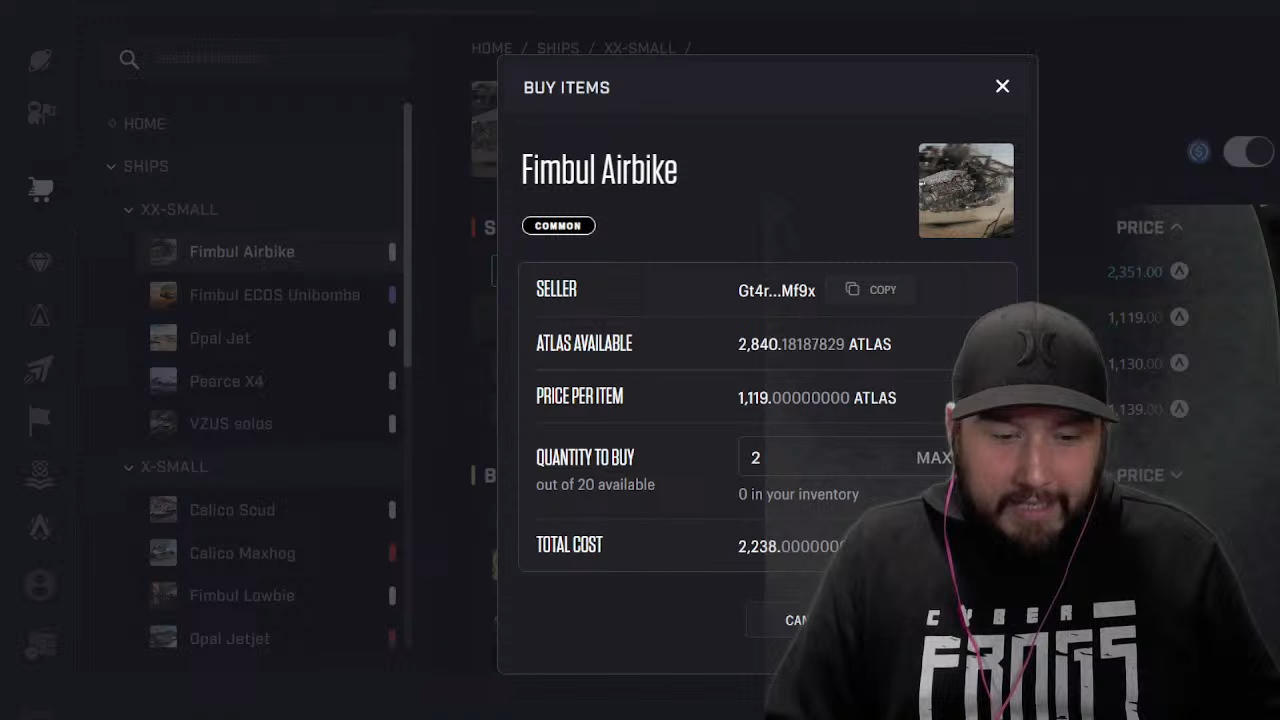 HOME / SHIPS / XX-SMALL /
HOME
SHIPS
XX-SMALL
Fimbul Airbike
Fimbul ECOS Unibomba
Opal Jet
Pearce X4
VZUS solos
X-SMALL
Calico Scud
Calico Maxhog
Fimbul Lowbie
Opal Jetjet
BUY ITEMS
Fimbul Airbike
COMMON
SELLER
Gt4r...Mf9x
COPY
ATLAS AVAILABLE
2,840.18187829 ATLAS
PRICE PER ITEM
1,119.00000000 ATLAS
QUANTITY TO BUY
2
MAX
out of 20 available
0 in your inventory
TOTAL COST
2,238.0000000
CAN
S
B
PRICE
2,351.00
1,119.00
1,130.00
1,139.00
PRICE
CYBER
FROGS